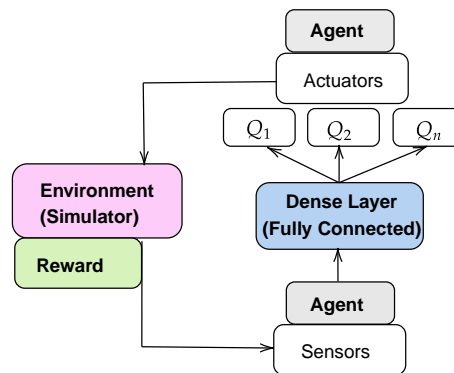 Agent
Actuators
Q₁ Q₂ Qₙ
Environment
(Simulator)
Dense Layer
(Fully Connected)
Reward
Agent
Sensors